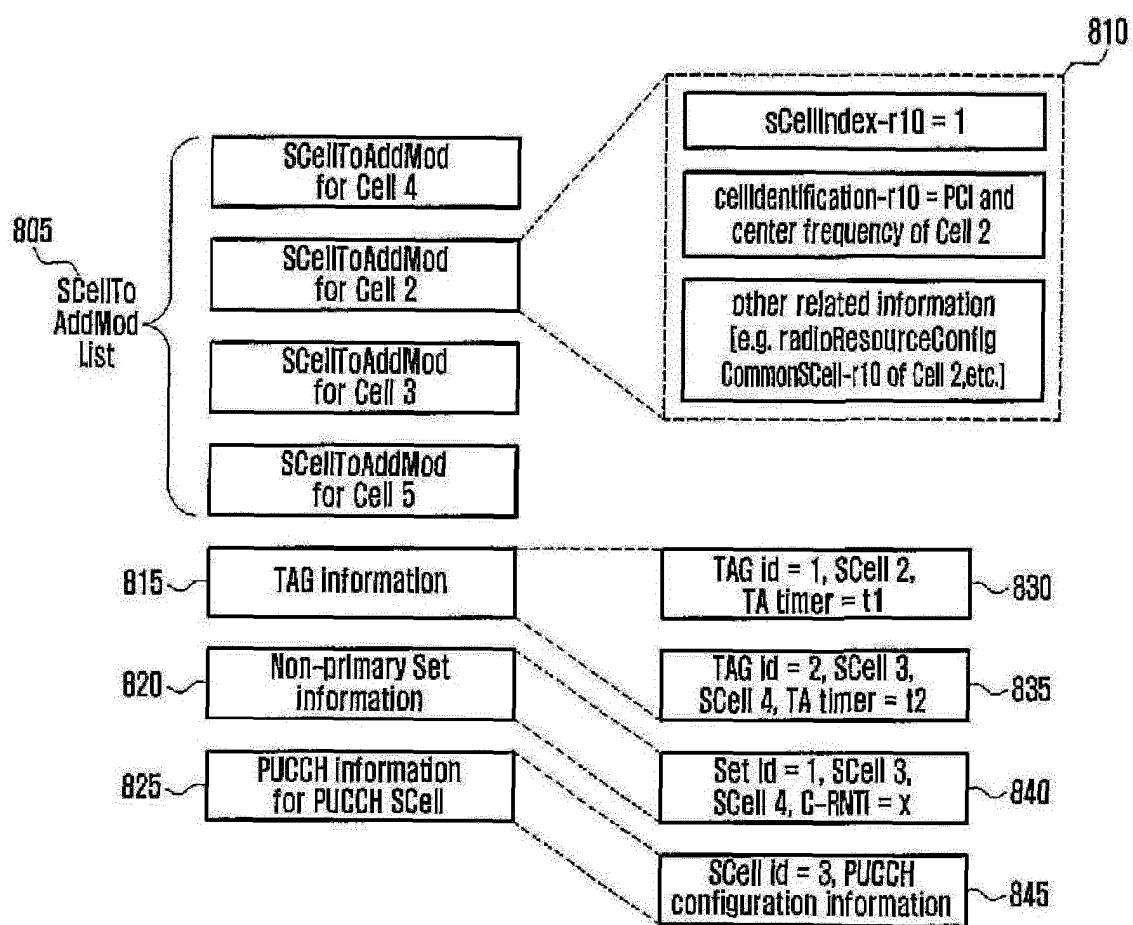 810
sCellIndex-r10 = 1
cellIdentification-r10 = PCI and
center frequency of Cell 2
other related information
[e.g. radioResourceConfig
CommonSCell-r10 of Cell 2,etc.]
805
SCellTo
AddMod
List
SCellToAddMod
for Cell 4
SCellToAddMod
for Cell 2
SCellToAddMod
for Cell 3
SCellToAddMod
for Cell 5
815
TAG information
TAG id = 1, SCell 2,
TA timer = t1
830
820
Non-primary Set
information
TAG id = 2, SCell 3,
SCell 4, TA timer = t2
835
825
PUCCH information
for PUCCH SCell
Set id = 1, SCell 3,
SCell 4, C-RNTI = x
840
SCell id = 3, PUCCH
configuration information
845